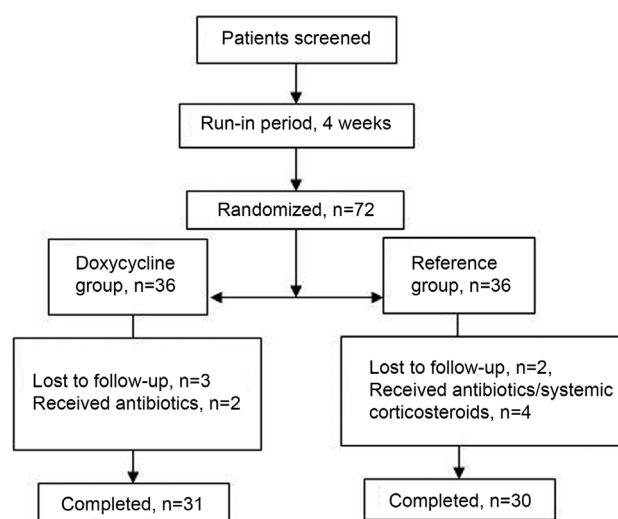 Patients screened
Run-in period, 4 weeks
Randomized, n=72
Doxycycline
group, n=36
Reference
group, n=36
Lost to follow-up, n=3
Received antibiotics, n=2
Lost to follow-up, n=2,
Received antibiotics/systemic
corticosteroids, n=4
Completed, n=31
Completed, n=30